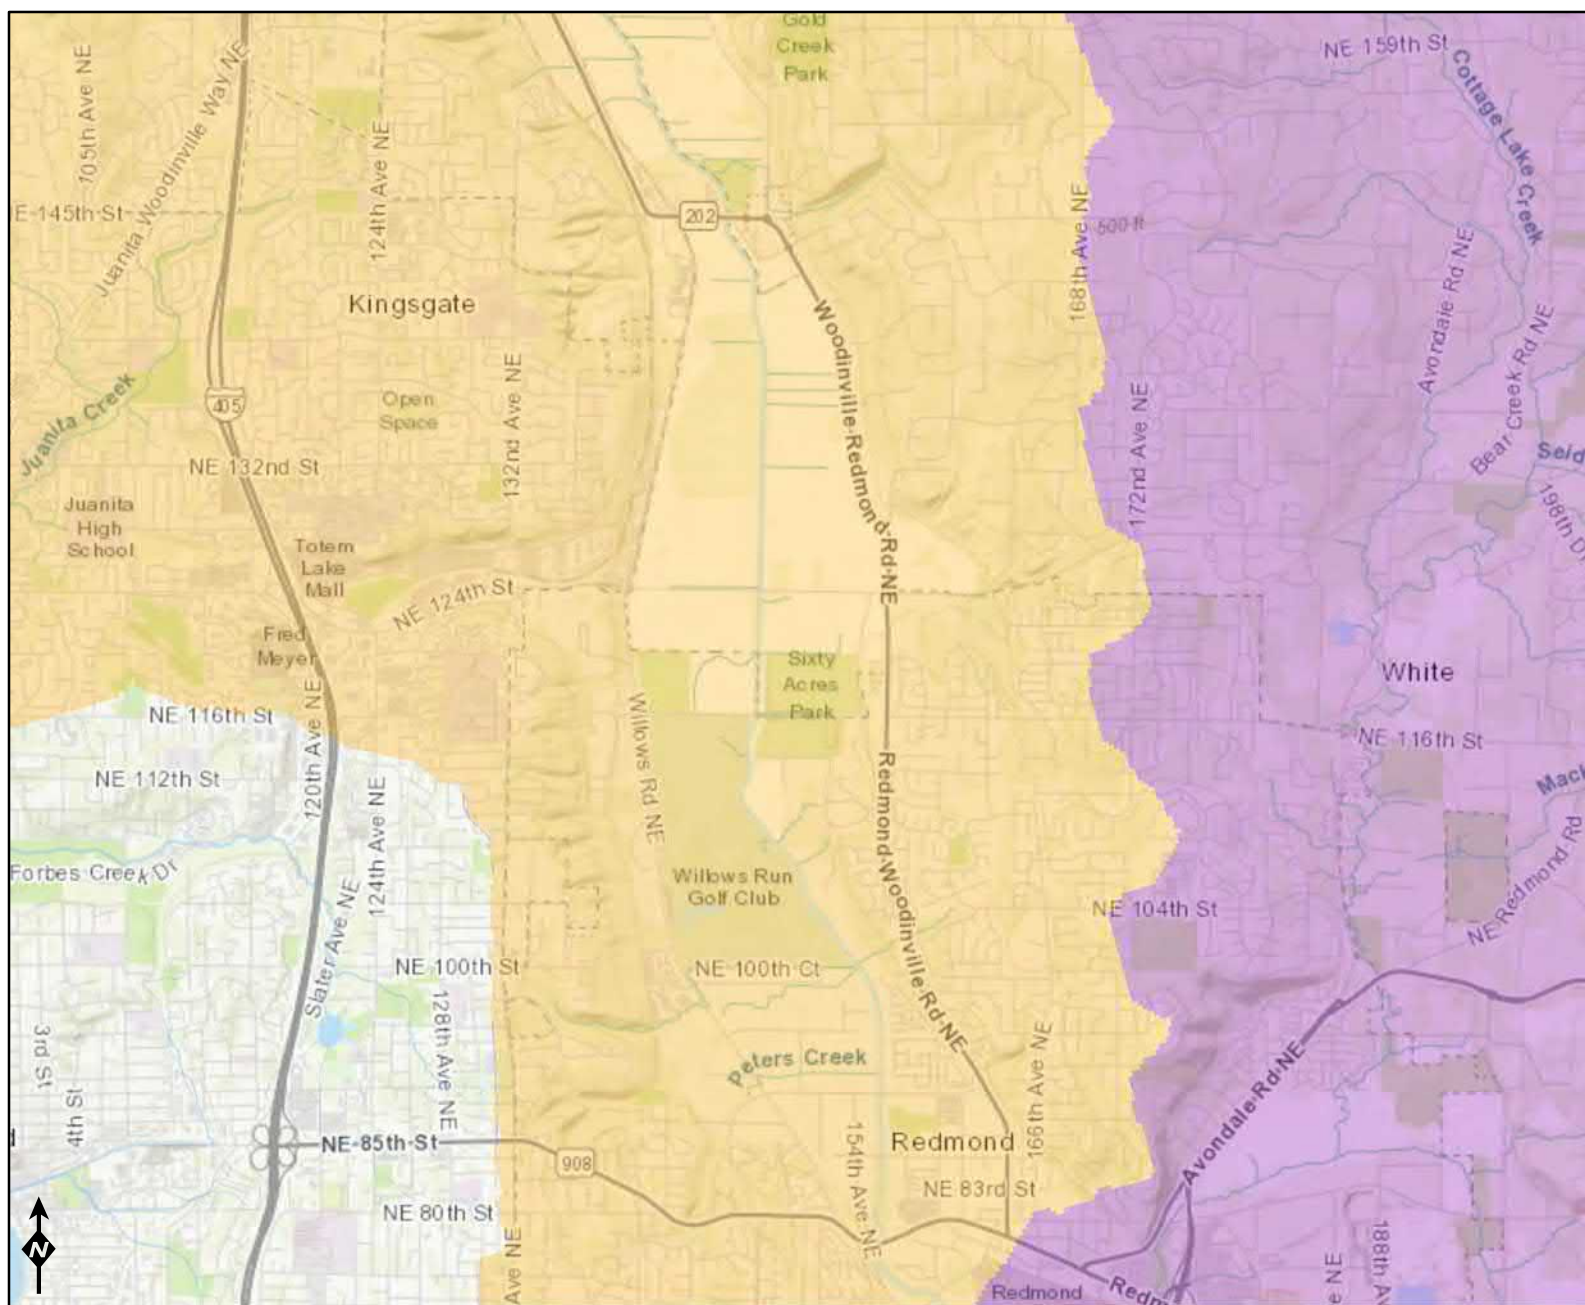 Gold
Creek
Park
NE 159th St
Cottage Lake Creek
105th Ave NE
Juanita Woodinville Way NE
124th Ave NE
E 145th St
202
168th Ave NE
500 ft
Avondale Rd NE
Kingsgate
Woodinville-Redmond Rd NE
Bear Creek Rd NE
Juanita Creek
405
Open
Space
132nd Ave NE
172nd Ave NE
NE 132nd St
Seid
198th Dr
Juanita
High
School
Totem
Lake
Mall
NE 124th St
Fred
Meyer
Sixty
Acres
Park
White
NE 116th St
120th Ave NE
Willows Rd NE
NE 116th St
NE 112th St
124th Ave NE
Redmond-Woodinville Rd NE
Mack
Forbes Creek Dr
Willows Run
Golf Club
NE 104th St
NE Redmond Rd
Slater Ave NE
NE 100th St
NE 100th Ct
128th Ave NE
3rd St
4th St
Peters Creek
166th Ave NE
Avondale Rd NE
d
NE 85th St
908
154th Ave NE
Redmond
NE 83rd St
NE 80th St
N
Ave NE
e NE
188th Av
Redmond
Redm